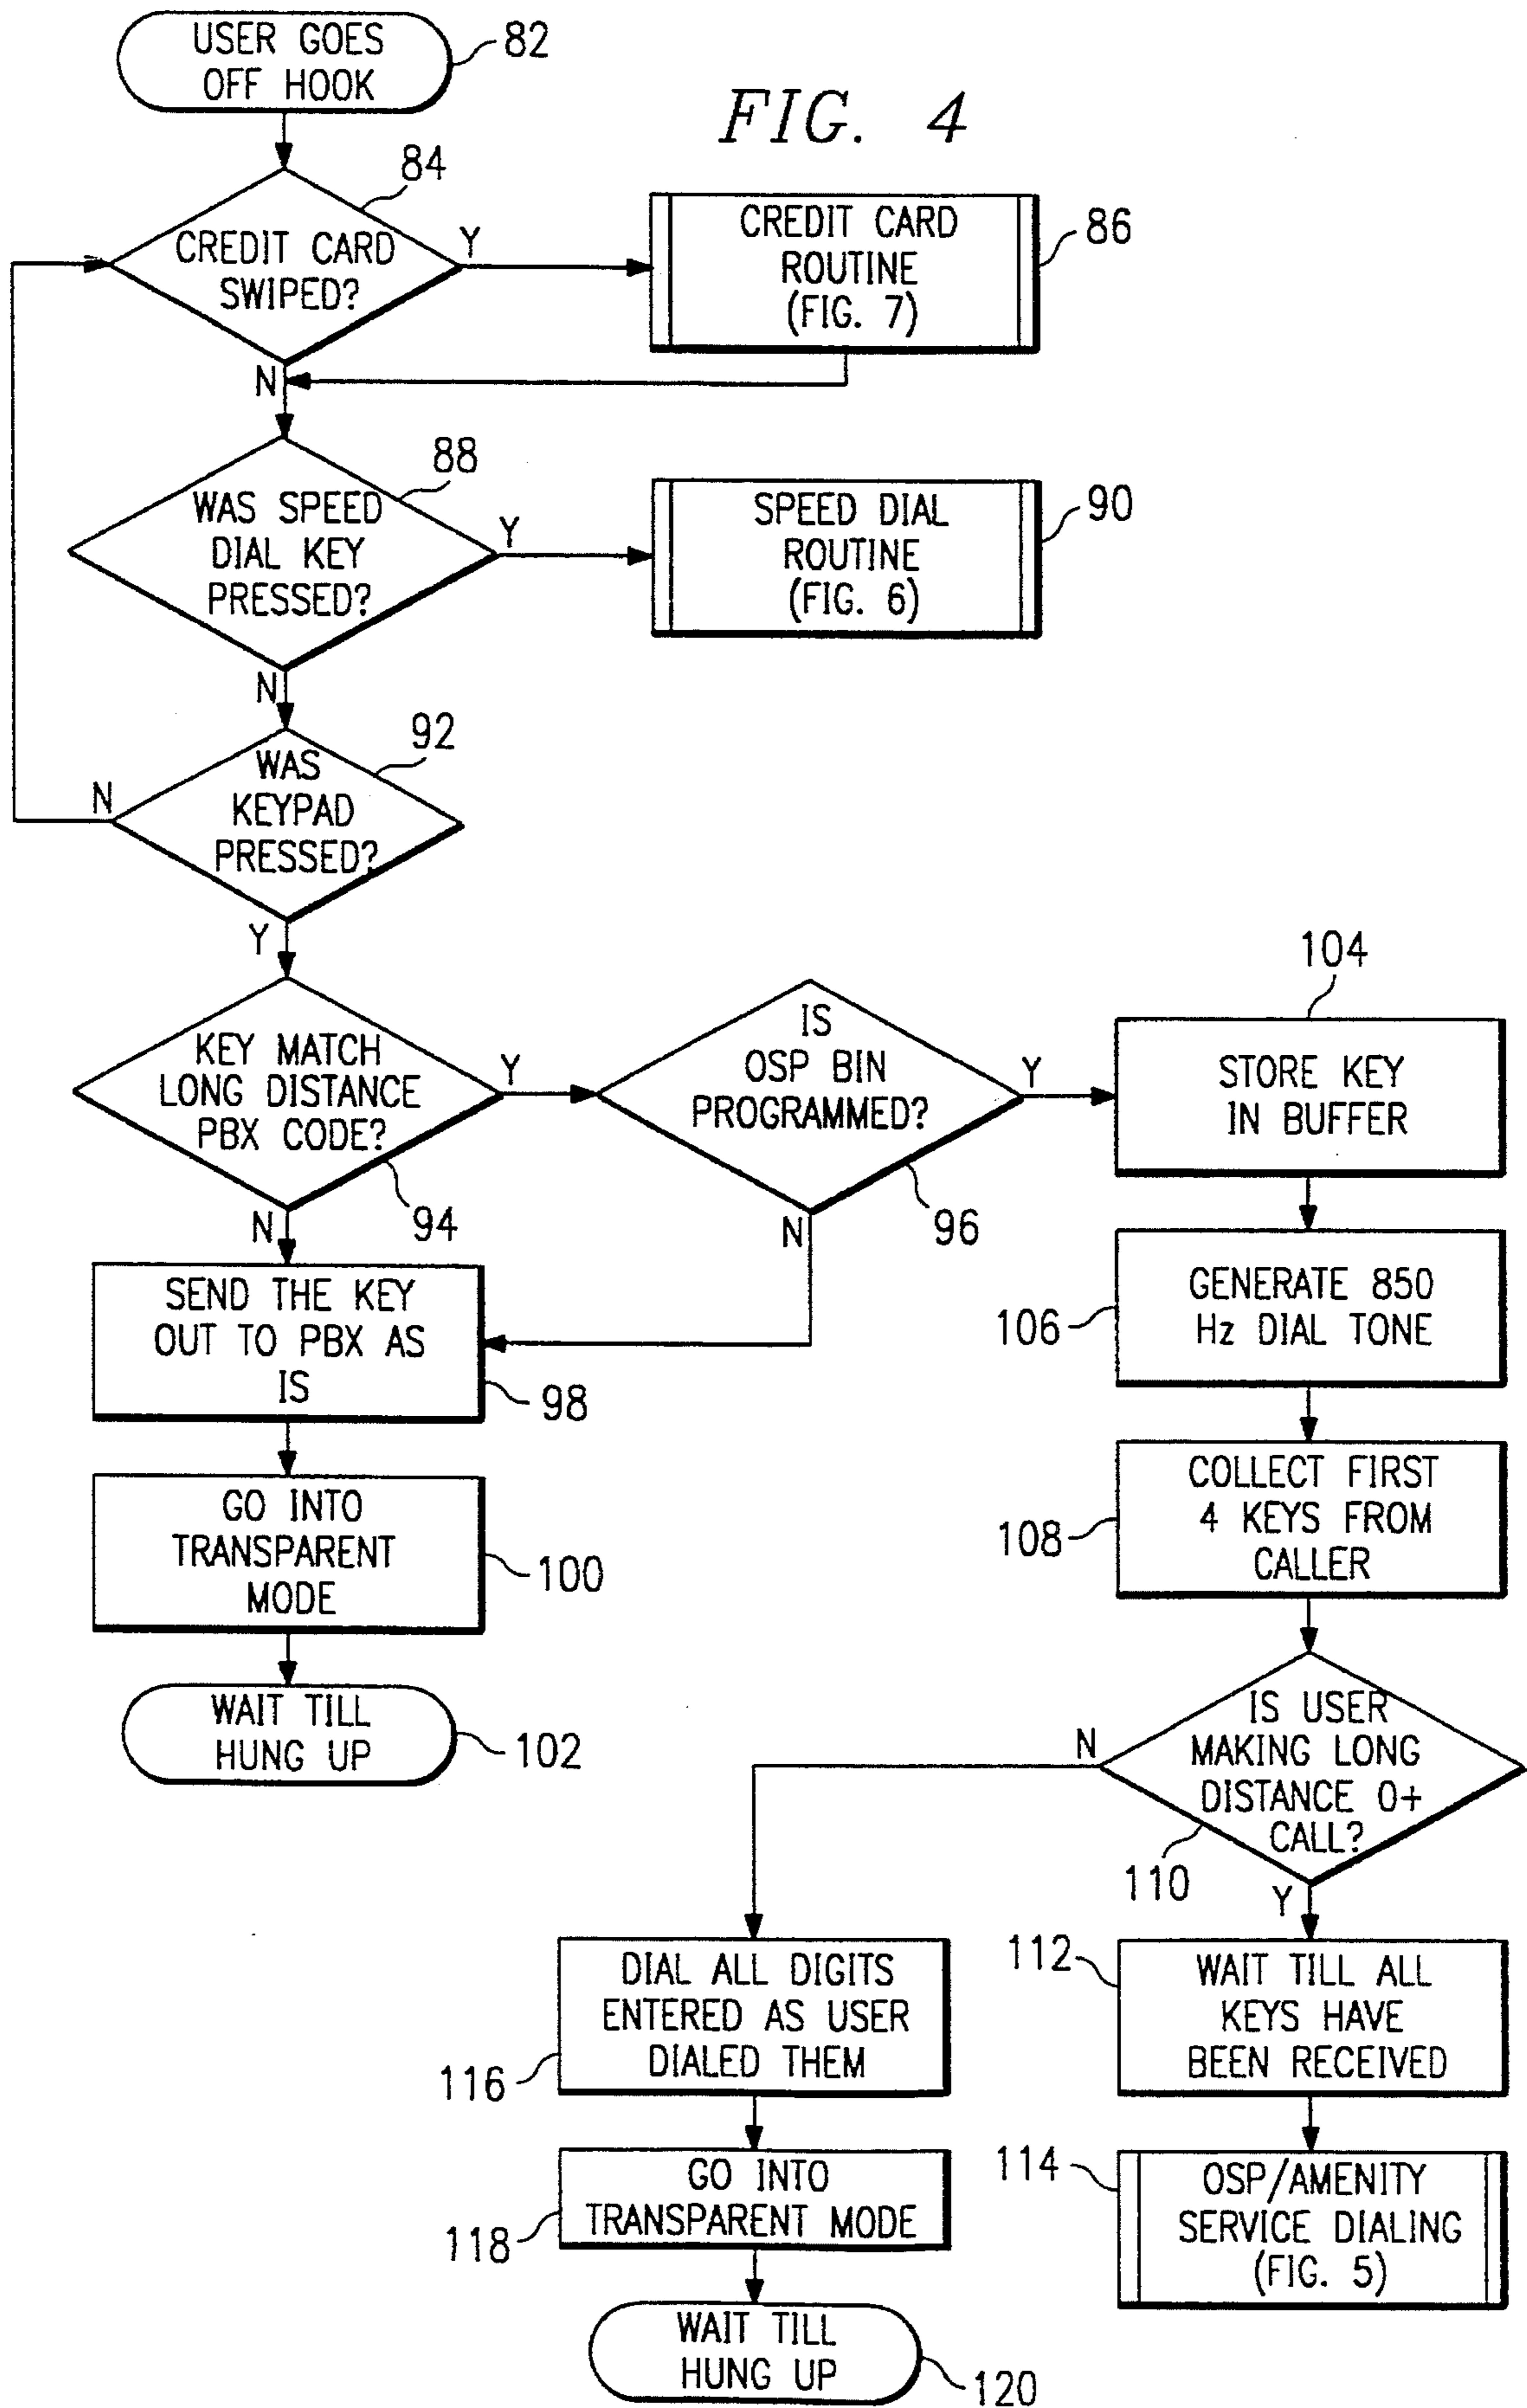 USER GOES
OFF HOOK
82
FIG. 4
84
CREDIT CARD
SWIPED?
Y
N
CREDIT CARD
ROUTINE
(FIG. 7)
86
88
WAS SPEED
DIAL KEY
PRESSED?
Y
N
SPEED DIAL
ROUTINE
(FIG. 6)
90
92
WAS
KEYPAD
PRESSED?
N
Y
KEY MATCH
LONG DISTANCE
PBX CODE?
Y
94
N
IS
OSP BIN
PROGRAMMED?
Y
96
N
104
STORE KEY
IN BUFFER
SEND THE KEY
OUT TO PBX AS
IS
98
GENERATE 850
Hz DIAL TONE
106
GO INTO
TRANSPARENT
MODE
100
COLLECT FIRST
4 KEYS FROM
CALLER
108
WAIT TILL
HUNG UP
102
IS USER
MAKING LONG
DISTANCE 0+
CALL?
N
110
Y
DIAL ALL DIGITS
ENTERED AS USER
DIALED THEM
116
112
WAIT TILL ALL
KEYS HAVE
BEEN RECEIVED
GO INTO
TRANSPARENT MODE
118
114
OSP/AMENITY
SERVICE DIALING
(FIG. 5)
WAIT TILL
HUNG UP
120